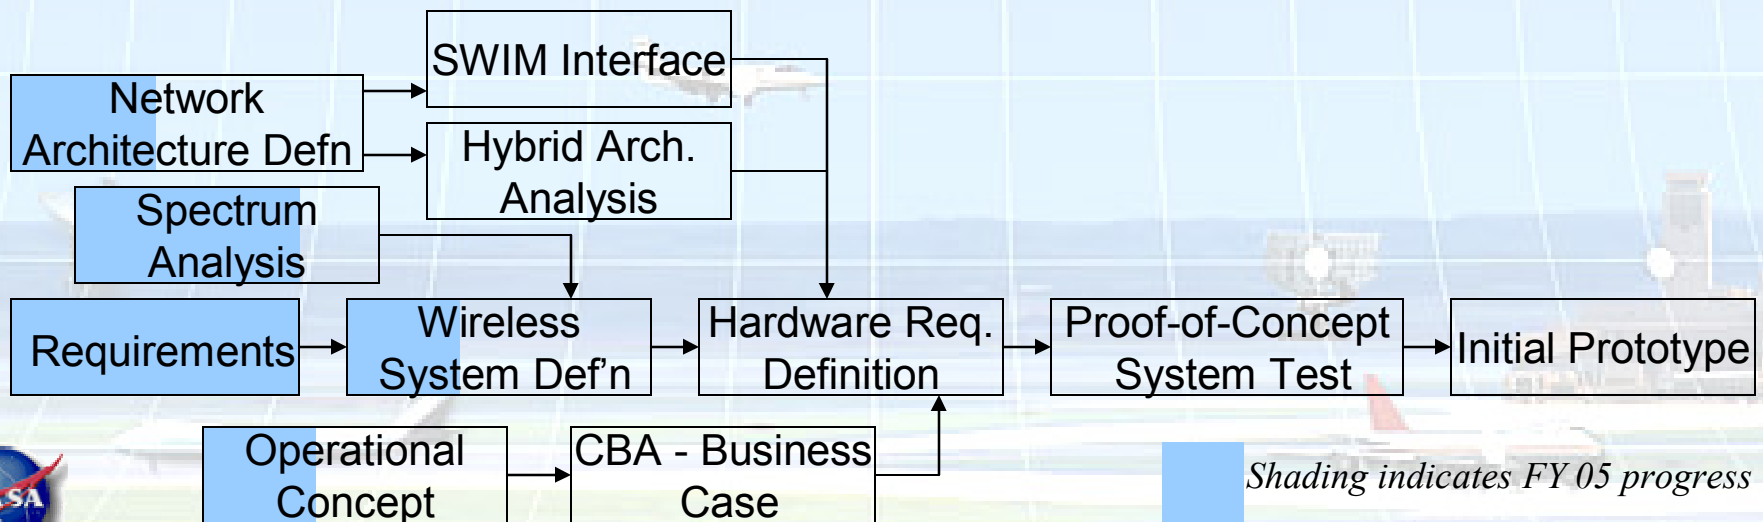 SWIM Interface
Network
Architecture Defn
Hybrid Arch.
Analysis
Spectrum
Analysis
Requirements
Wireless
System Def’n
Hardware Req.
Definition
Proof-of-Concept
System Test
Initial Prototype
Operational
Concept
CBA - Business
Case
Shading indicates FY 05 progress